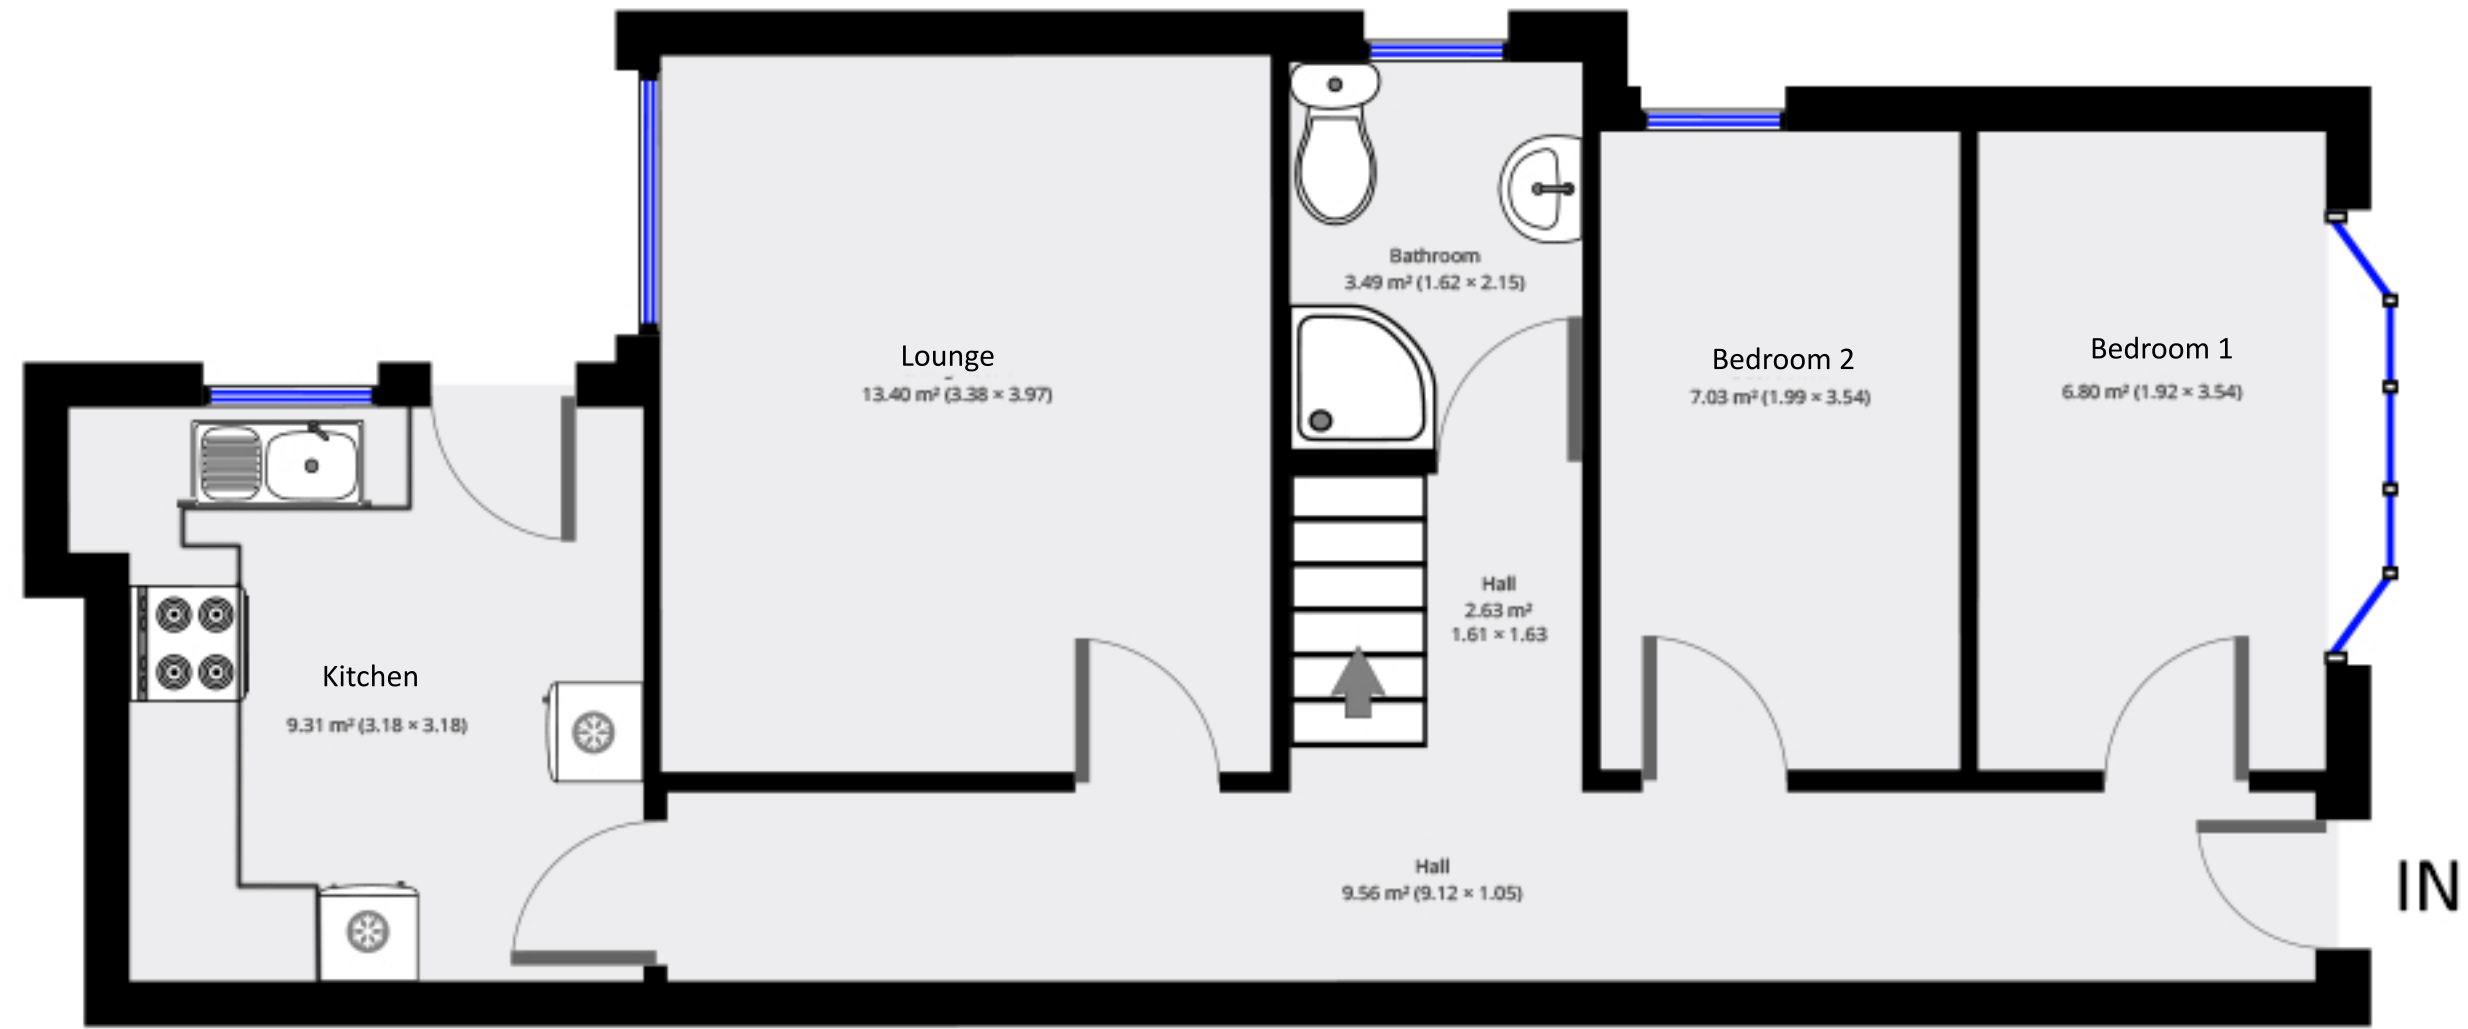 Bathroom
3.49 m² (1.62 × 2.15)
Lounge
13.40 m² (3.38 × 3.97)
Bedroom 2
7.03 m² (1.99 × 3.54)
Bedroom 1
6.80 m² (1.92 × 3.54)
Hall
2.63 m²
1.61 × 1.63
Kitchen
9.31 m² (3.18 × 3.18)
Hall
9.56 m² (9.12 × 1.05)
IN